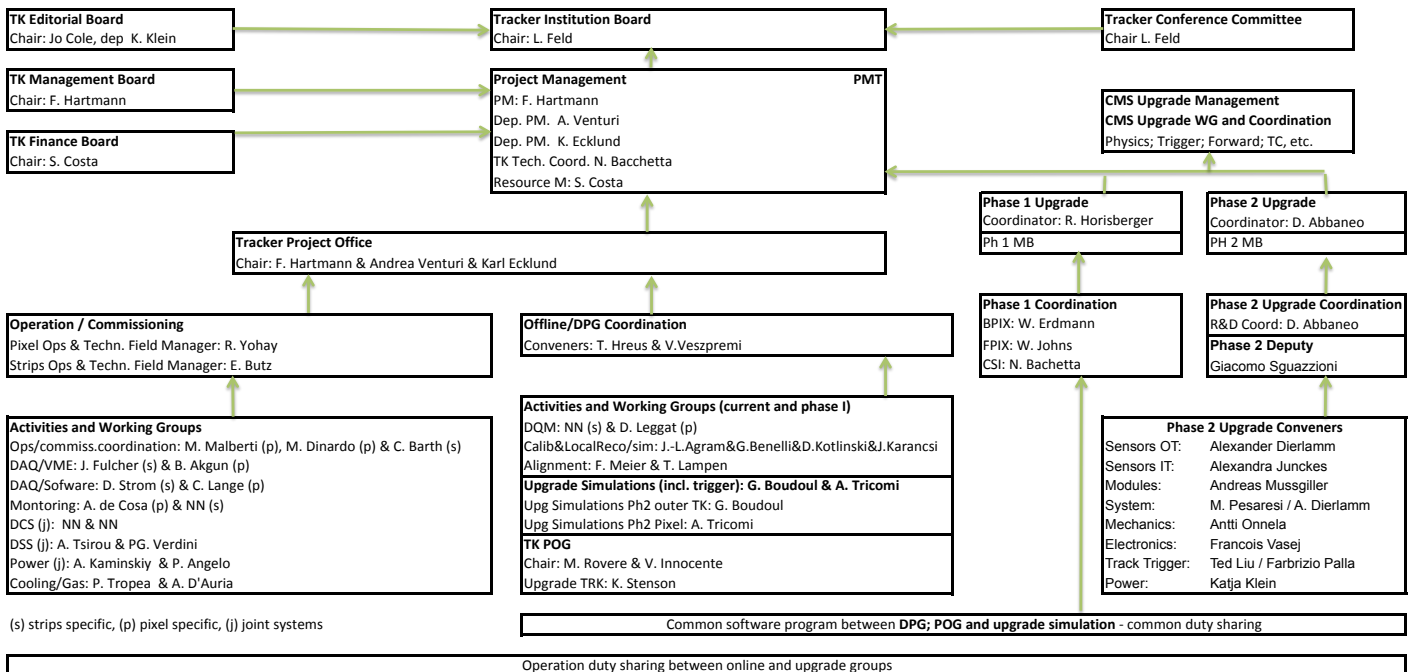 TK Editorial Board
Chair: Jo Cole, dep K. Klein
Tracker Institution Board
Chair: L. Feld
Tracker Conference Committee
Chair L. Feld
TK Management Board
Chair: F. Hartmann
TK Finance Board
Chair: S. Costa
Project Management PMT
PM: F. Hartmann
Dep. PM. A. Venturi
Dep. PM. K. Ecklund
TK Tech. Coord. N. Bacchetta
Resource M: S. Costa
CMS Upgrade Management
CMS Upgrade WG and Coordination
Physics; Trigger; Forward; TC, etc.
Phase 1 Upgrade
Coordinator: R. Horisberger
Ph 1 MB
Phase 2 Upgrade
Coordinator: D. Abbaneo
PH 2 MB
Tracker Project Office
Chair: F. Hartmann & Andrea Venturi & Karl Ecklund
Operation / Commissioning
Pixel Ops & Techn. Field Manager: R. Yohay
Strips Ops & Techn. Field Manager: E. Butz
Offline/DPG Coordination
Conveners: T. Hreus & V.Veszpremi
Phase 1 Coordination
BPIX: W. Erdmann
FPIX: W. Johns
CSI: N. Bachetta
Phase 2 Upgrade Coordination
R&D Coord: D. Abbaneo
Phase 2 Deputy
Giacomo Sguazzioni
Activities and Working Groups
Ops/commiss.coordination: M. Malberti (p), M. Dinardo (p) & C. Barth (s)
DAQ/VME: J. Fulcher (s) & B. Akgun (p)
DAQ/Sofware: D. Strom (s) & C. Lange (p)
Montoring: A. de Cosa (p) & NN (s)
DCS (j): NN & NN
DSS (j): A. Tsirou & PG. Verdini
Power (j): A. Kaminskiy & P. Angelo
Cooling/Gas: P. Tropea & A. D'Auria
Activities and Working Groups (current and phase I)
DQM: NN (s) & D. Leggat (p)
Calib&LocalReco/sim: J.-L.Agram&G.Benelli&D.Kotlinski&J.Karancsi
Alignment: F. Meier & T. Lampen
Upgrade Simulations (incl. trigger): G. Boudoul & A. Tricomi
Upg Simulations Ph2 outer TK: G. Boudoul
Upg Simulations Ph2 Pixel: A. Tricomi
TK POG
Chair: M. Rovere & V. Innocente
Upgrade TRK: K. Stenson
Phase 2 Upgrade Conveners
Sensors OT: Alexander Dierlamm
Sensors IT: Alexandra Junckes
Modules: Andreas Mussgiller
System: M. Pesaresi / A. Dierlamm
Mechanics: Antti Onnela
Electronics: Francois Vasej
Track Trigger: Ted Liu / Farbrizio Palla
Power: Katja Klein
(s) strips specific, (p) pixel specific, (j) joint systems
Common software program between DPG; POG and upgrade simulation - common duty sharing
Operation duty sharing between online and upgrade groups